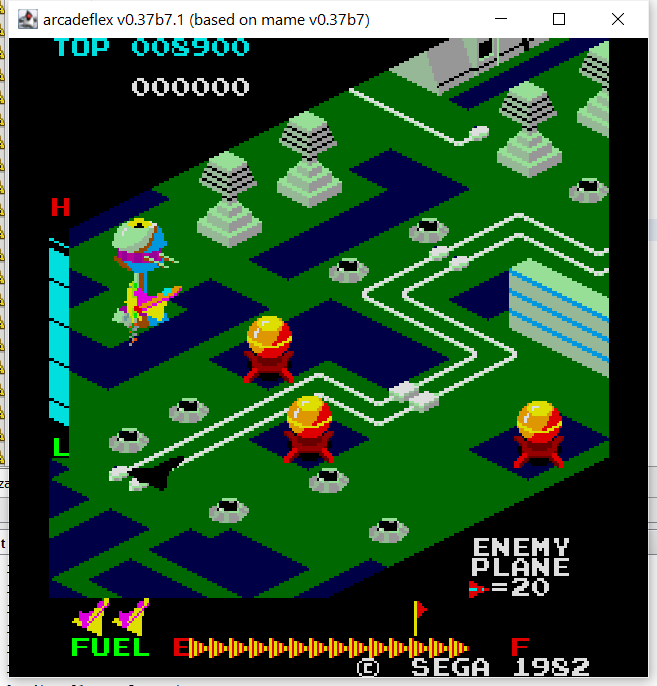 arcadeflex v0.37b7.1 (based on mame v0.37b7)
TOP 008900
000000
H
L
ENEMY
PLANE
=20
FUEL E F
© SEGA 1982